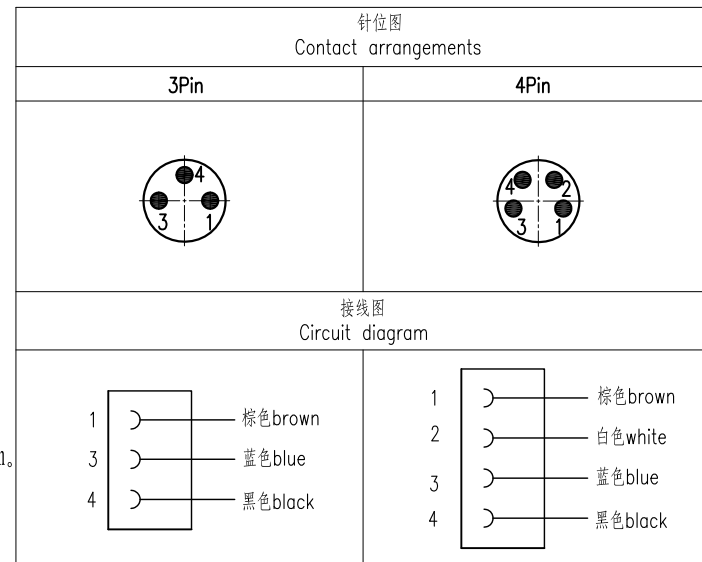 针位图
Contact arrangements
3Pin
4Pin
4
3
1
4
2
3
1
接线图
Circuit diagram
1 棕色brown
3 蓝色blue
4 黑色black
1 棕色brown
2 白色white
3 蓝色blue
4 黑色black